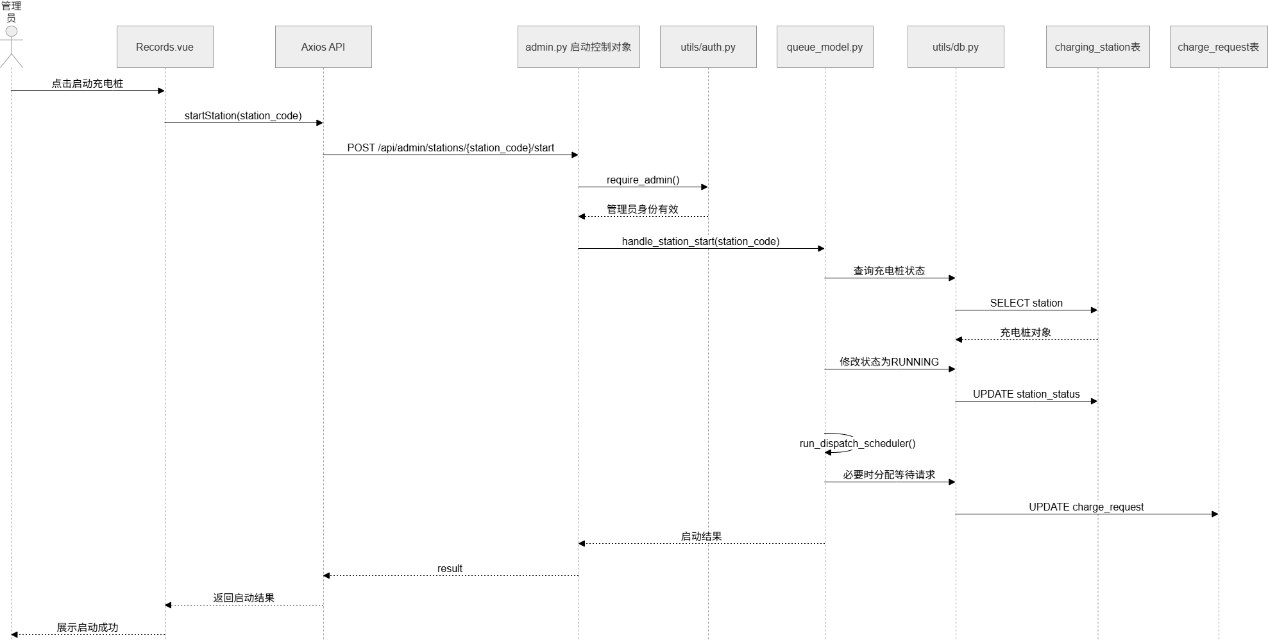 管理
员
Records.vue
Axios API
admin.py 启动控制对象
utils/auth.py
queue_model.py
utils/db.py
charging_station表
charge_request表
点击启动充电桩
startStation(station_code)
POST /api/admin/stations/{station_code}/start
require_admin()
管理员身份有效
handle_station_start(station_code)
查询充电桩状态
SELECT station
充电桩对象
修改状态为RUNNING
UPDATE station_status
run_dispatch_scheduler()
必要时分配等待请求
UPDATE charge_request
启动结果
result
返回启动结果
展示启动成功